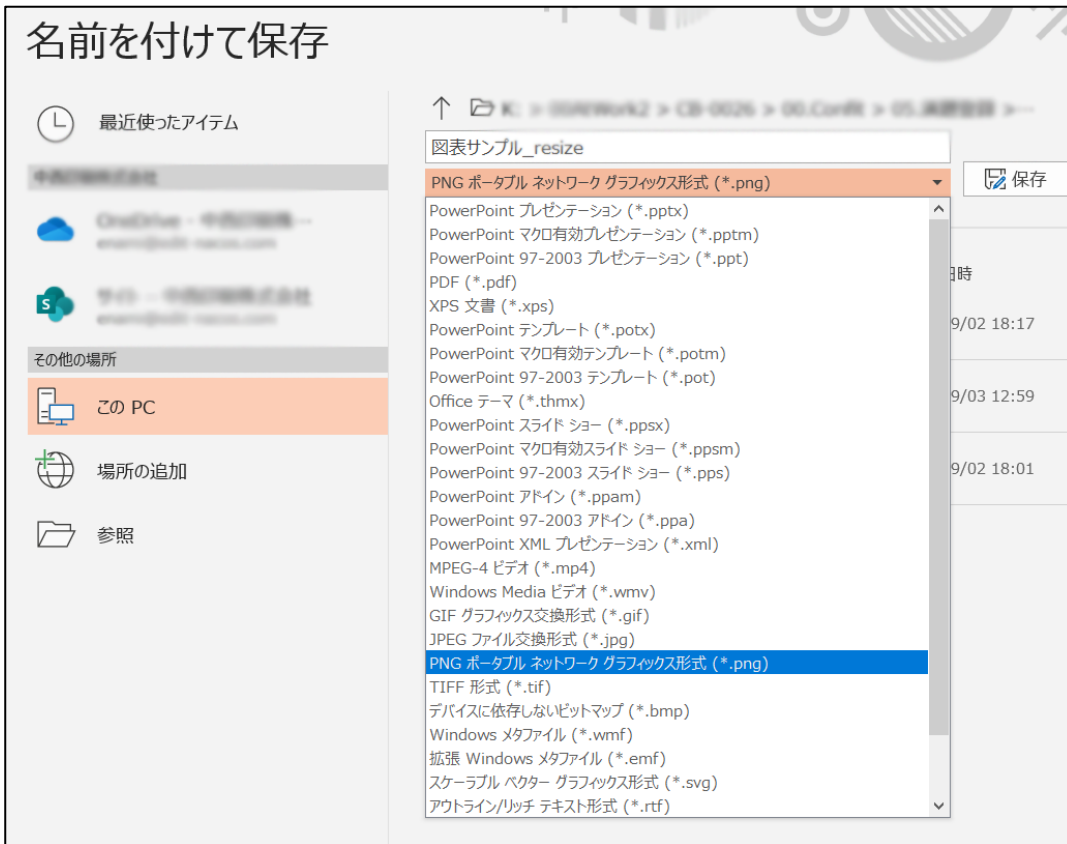 名前を付けて保存
最近使ったアイテム
その他の場所
この PC
場所の追加
参照
図表サンプル_resize
PNG ポータブル ネットワーク グラフィックス形式 (*.png)
保存
PowerPoint プレゼンテーション (*.pptx)
PowerPoint マクロ有効プレゼンテーション (*.pptm)
PowerPoint 97-2003 プレゼンテーション (*.ppt)
PDF (*.pdf)
XPS 文書 (*.xps)
PowerPoint テンプレート (*.potx)
PowerPoint マクロ有効テンプレート (*.potm)
PowerPoint 97-2003 テンプレート (*.pot)
Office テーマ (*.thmx)
PowerPoint スライド ショー (*.ppsx)
PowerPoint マクロ有効スライド ショー (*.ppsm)
PowerPoint 97-2003 スライド ショー (*.pps)
PowerPoint アドイン (*.ppam)
PowerPoint 97-2003 アドイン (*.ppa)
PowerPoint XML プレゼンテーション (*.xml)
MPEG-4 ビデオ (*.mp4)
Windows Media ビデオ (*.wmv)
GIF グラフィックス交換形式 (*.gif)
JPEG ファイル交換形式 (*.jpg)
PNG ポータブル ネットワーク グラフィックス形式 (*.png)
TIFF 形式 (*.tif)
デバイスに依存しないビットマップ (*.bmp)
Windows メタファイル (*.wmf)
拡張 Windows メタファイル (*.emf)
スケーラブル ベクター グラフィックス形式 (*.svg)
アウトライン/リッチ テキスト形式 (*.rtf)
日時
9/02 18:17
9/03 12:59
9/02 18:01